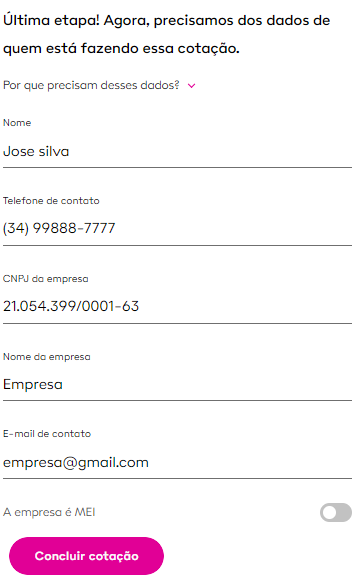 Última etapa! Agora, precisamos dos dados de
quem está fazendo essa cotação.
Por que precisam desses dados?
Nome
Jose silva
Telefone de contato
(34) 99888-7777
CNPJ da empresa
21.054.399/0001-63
Nome da empresa
Empresa
E-mail de contato
empresa@gmail.com
A empresa é MEI
Concluir cotação